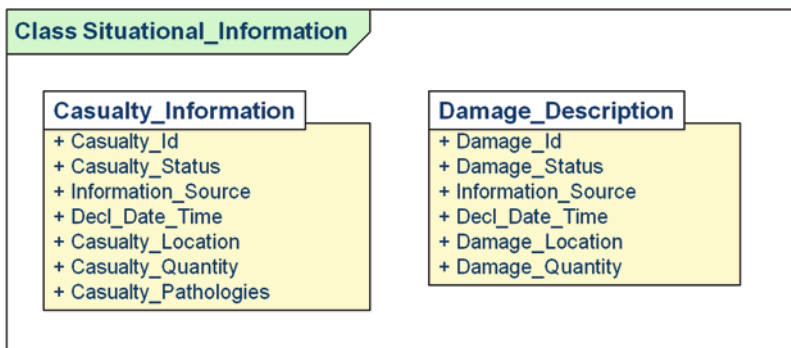 Class Situational_Information
Casualty_Information
+ Casualty_Id
+ Casualty_Status
+ Information_Source
+ Decl_Date_Time
+ Casualty_Location
+ Casualty_Quantity
+ Casualty_Pathologies
Damage_Description
+ Damage_Id
+ Damage_Status
+ Information_Source
+ Decl_Date_Time
+ Damage_Location
+ Damage_Quantity